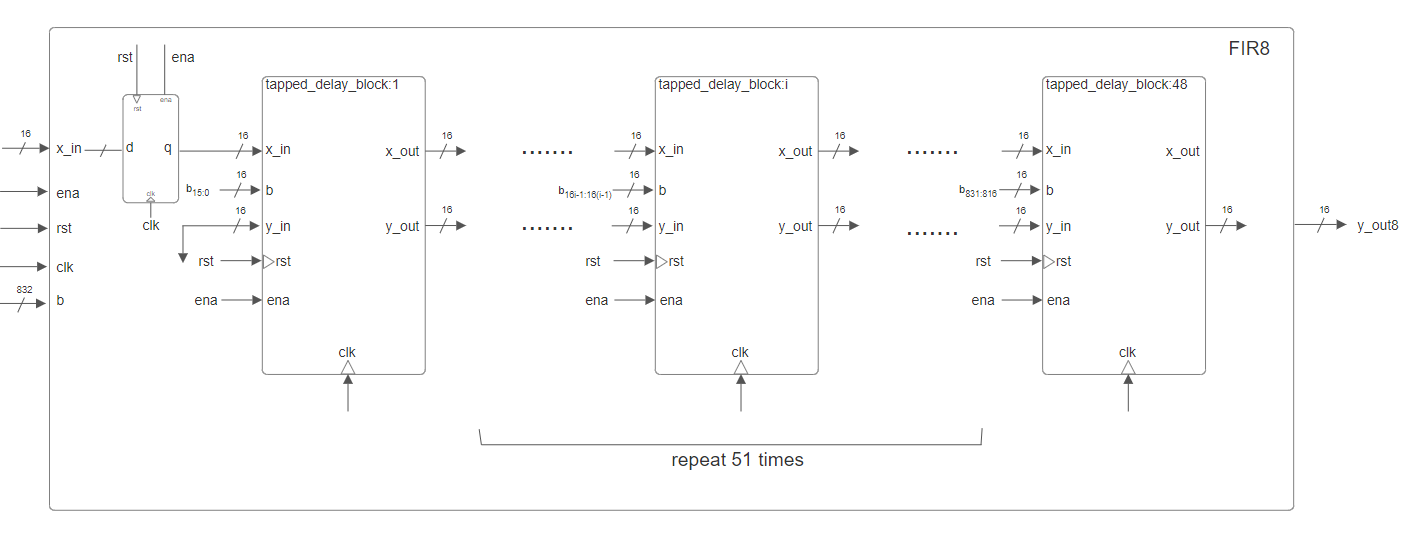 FIR8
rst
ena
rst
ena
d
q
clk
clk
16
x_in
ena
rst
clk
832
b
tapped_delay_block:1
16
x_in
x_out
16
b15:0
16
b
16
y_in
y_out
16
rst
rst
ena
ena
clk
.......
.......
tapped_delay_block:i
16
x_in
x_out
16
b16i-1:16(i-1)
16
b
16
y_in
y_out
16
rst
rst
ena
ena
clk
.......
.......
tapped_delay_block:48
16
x_in
x_out
b831:816
16
b
16
y_in
y_out
16
rst
rst
ena
ena
clk
16
y_out8
repeat 51 times